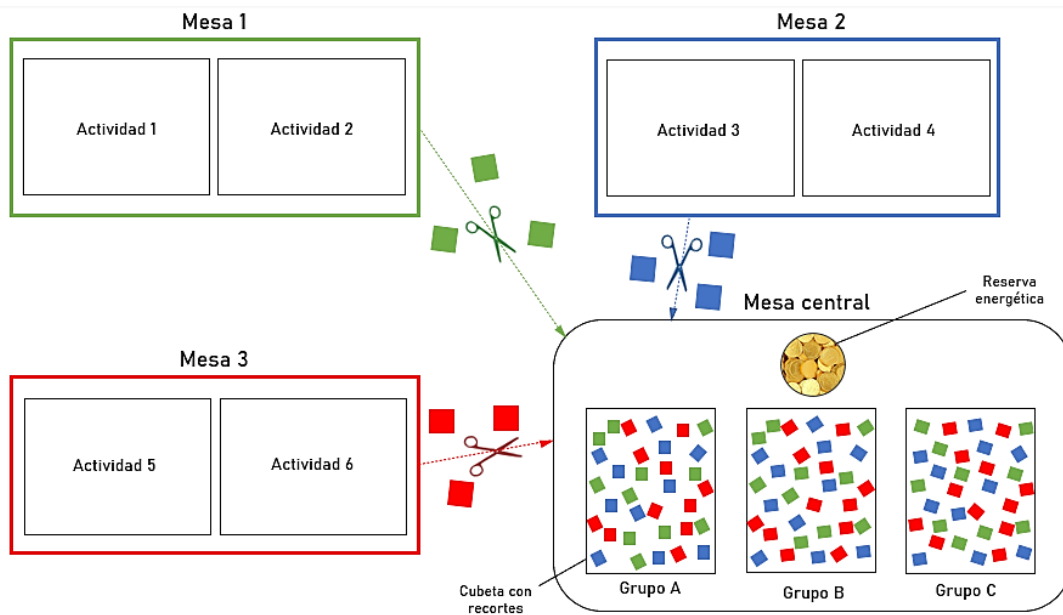 Mesa 1
Actividad 1
Actividad 2
Mesa 2
Actividad 3
Actividad 4
Mesa 3
Actividad 5
Actividad 6
Mesa central
Reserva
energética
Cubeta con
recortes
Grupo A
Grupo B
Grupo C